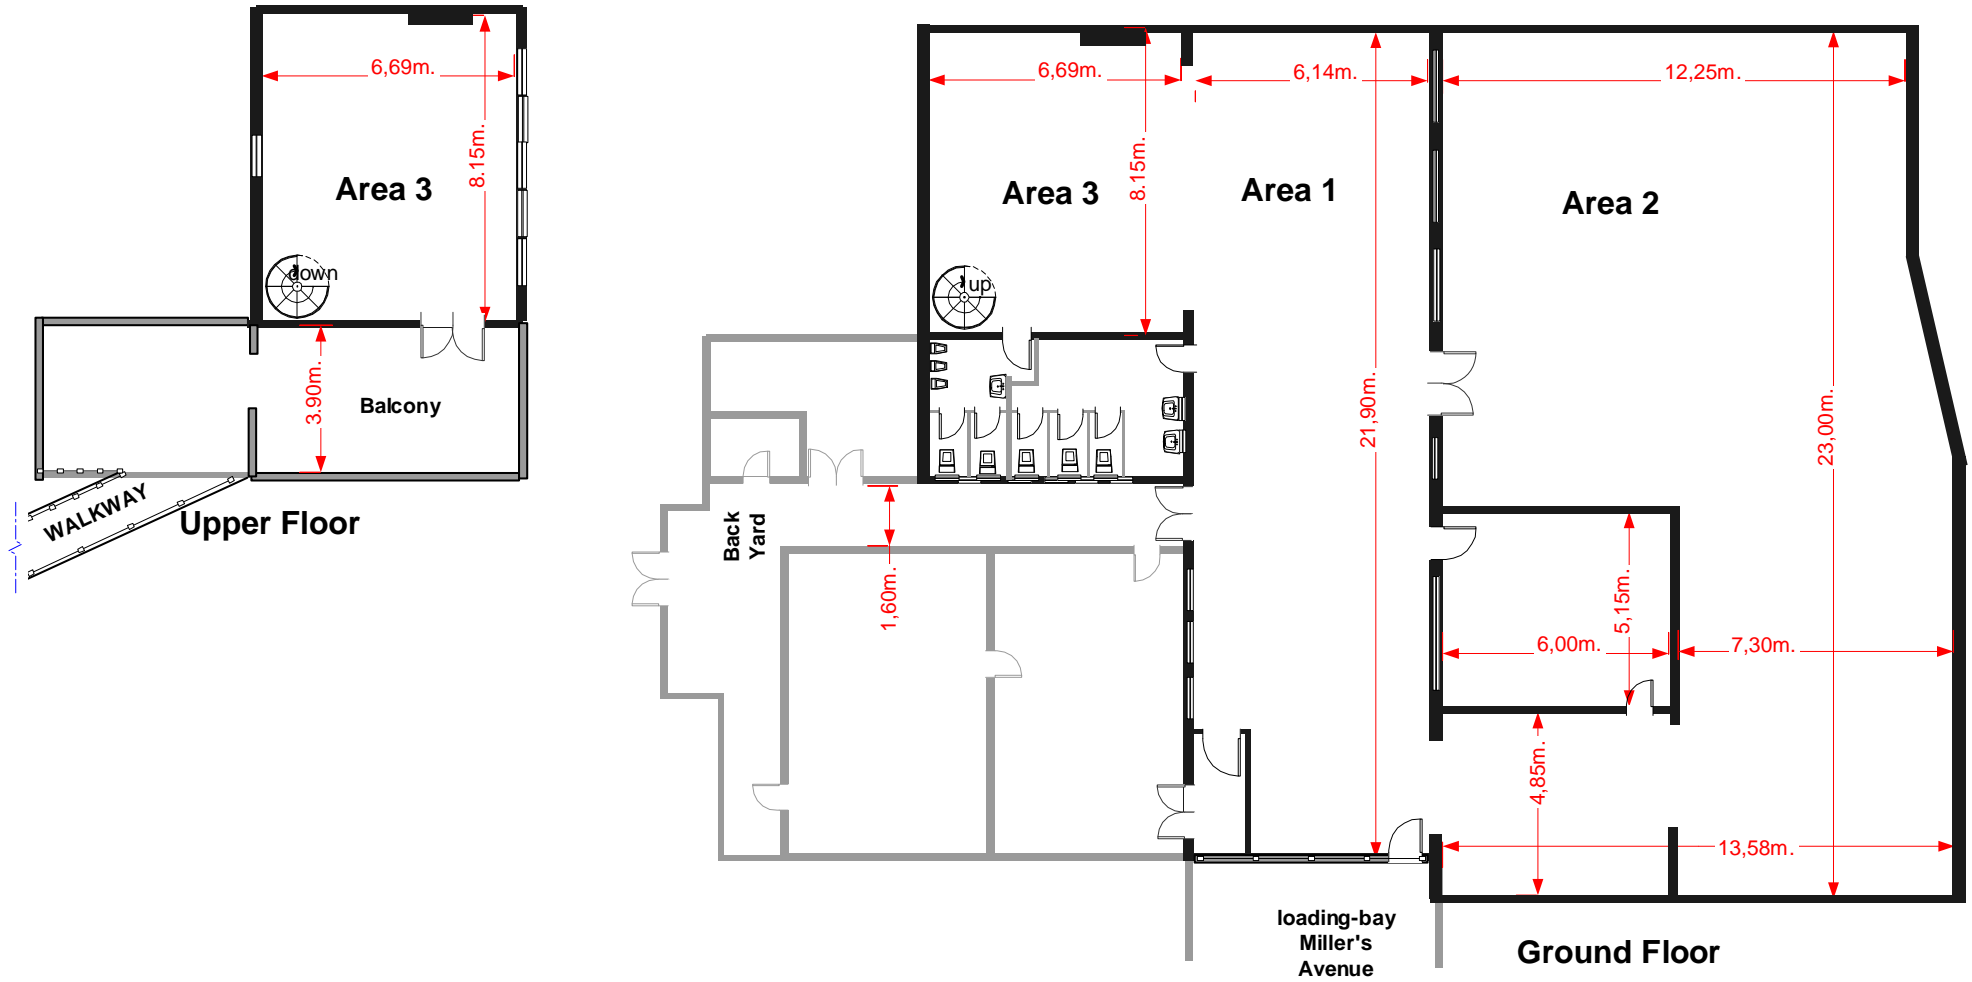 6,69m.
8.15m.
Area 3
down
3.90m.
Balcony
WALKWAY
Upper Floor
6,69m.
6,14m.
12,25m.
8.15m.
Area 3
Area 1
Area 2
up
21,90m.
23,00m.
Back
Yard
1,60m.
5,15m.
6,00m.
7,30m.
4,85m.
13,58m.
loading-bay
Miller's
Avenue
Ground Floor